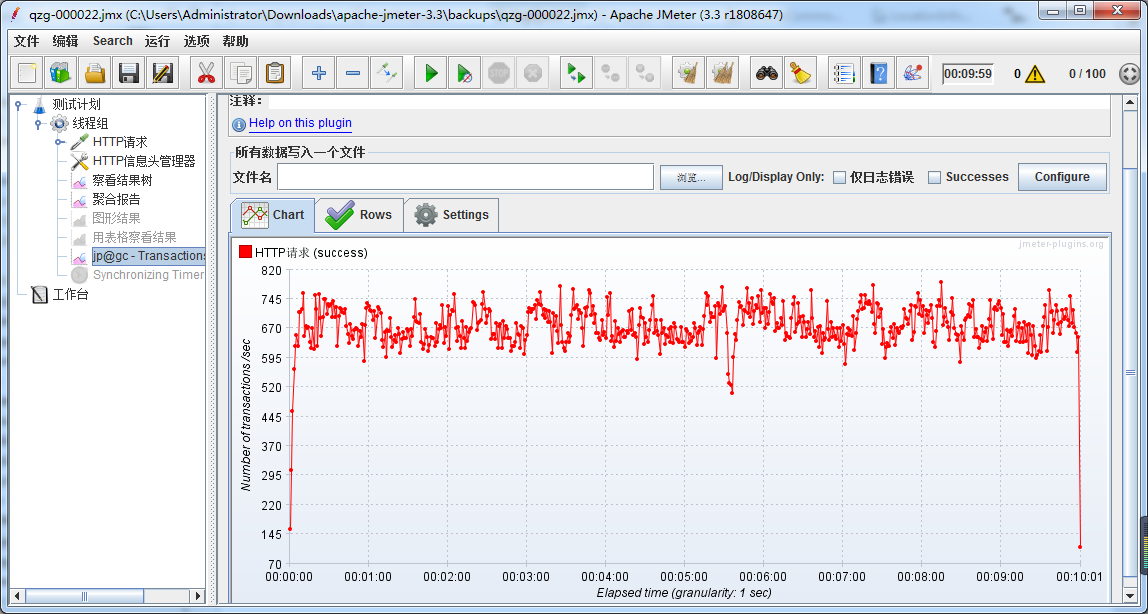 qzg-000022.jmx (C:\Users\Administrator\Downloads\apache-jmeter-3.3\backups\qzg-000022.jmx) - Apache JMeter (3.3 r1808647)
文件 编辑 Search 运行 选项 帮助
STOP 00:09:59 0 0 / 100
测试计划
线程组
HTTP请求
HTTP信息头管理器
察看结果树
聚合报告
图形结果
用表格察看结果
jp@gc - Transactions
Synchronizing Timer
工作台
注释：
Help on this plugin
所有数据写入一个文件
文件名 浏览... Log/Display Only: 仅日志错误 Successes Configure
Chart Rows Settings
jmeter-plugins.org
HTTP请求 (success)
820
745
670
595
520
445
370
295
220
145
70
Number of transactions /sec
00:00:00 00:01:00 00:02:00 00:03:00 00:04:00 00:05:00 00:06:00 00:07:00 00:08:00 00:09:00 00:10:01
Elapsed time (granularity: 1 sec)